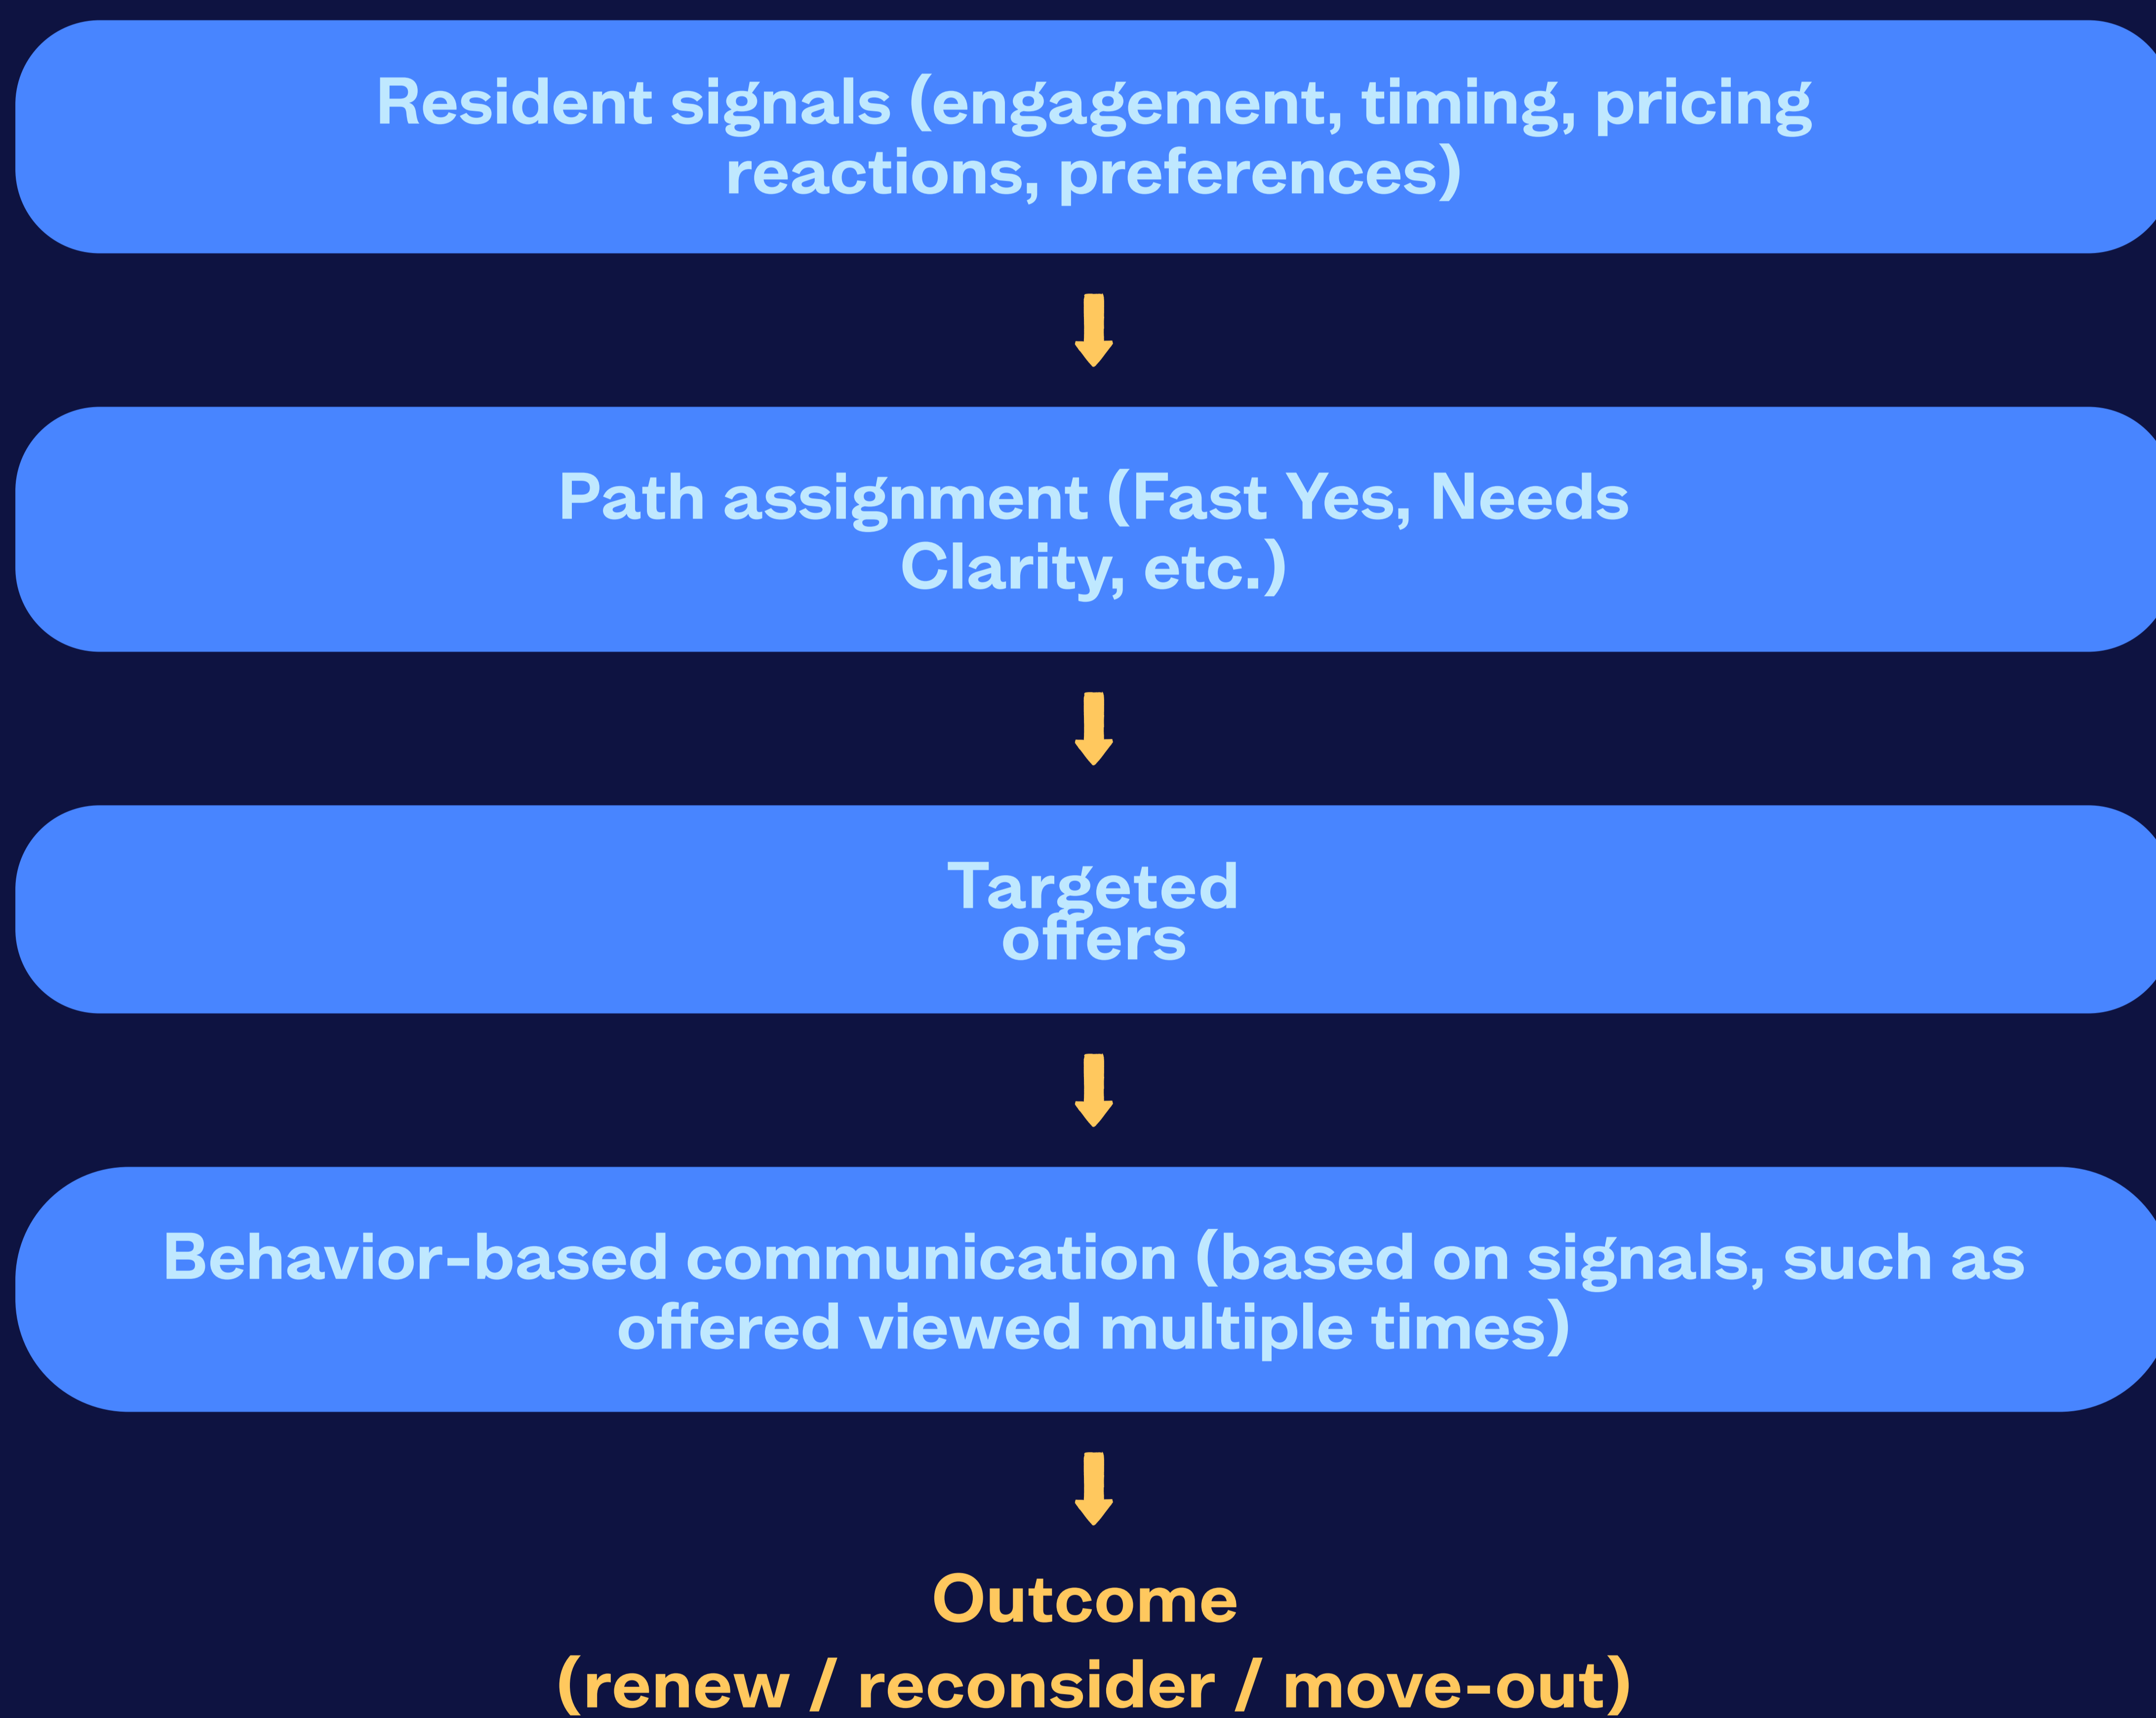 Resident signals (engagement, timing, pricing
reactions, preferences)
Path assignment (Fast Yes, Needs
Clarity, etc.)
Targeted
offers
Behavior-based communication (based on signals, such as
offered viewed multiple times)
Outcome
(renew / reconsider / move-out)